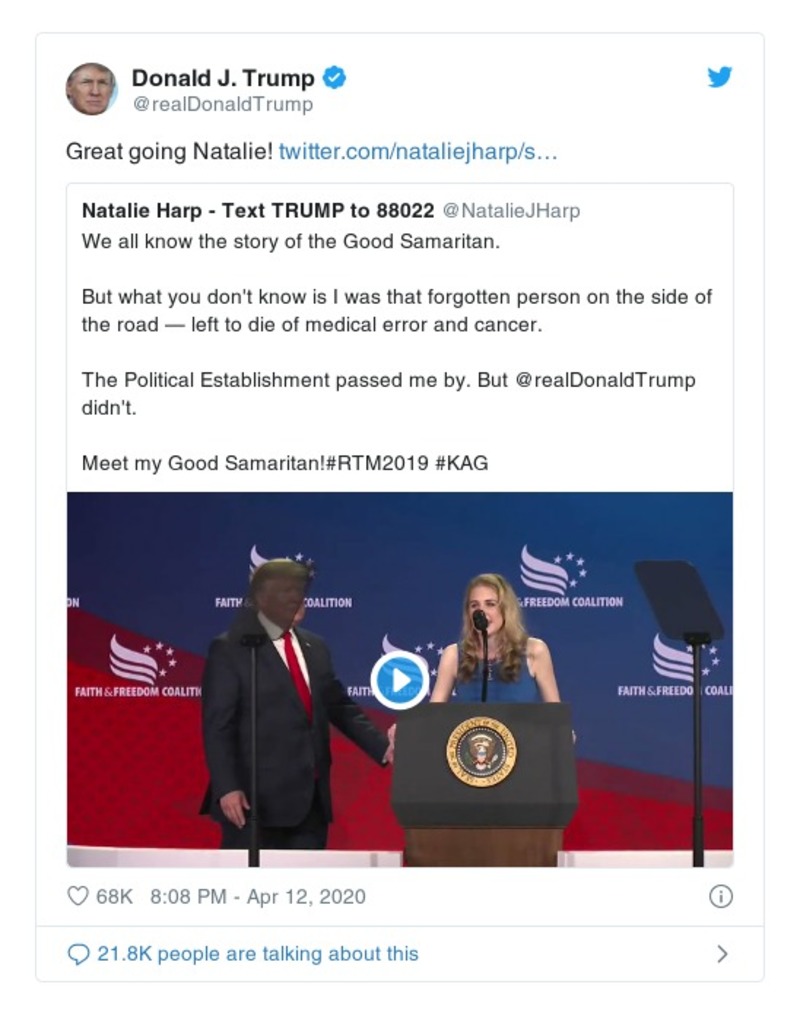 Donald J. Trump
@realDonaldTrump
Great going Natalie! twitter.com/nataliejharp/s…
Natalie Harp - Text TRUMP to 88022 @NatalieJHarp
We all know the story of the Good Samaritan.
But what you don't know is I was that forgotten person on the side of
the road — left to die of medical error and cancer.
The Political Establishment passed me by. But @realDonaldTrump
didn't.
Meet my Good Samaritan!#RTM2019 #KAG
FAITH COALITION
& FREEDOM COALITION
FAITH & FREEDOM COALITI
FAITH &
FAITH & FREEDO COALI
68K 8:08 PM - Apr 12, 2020
21.8K people are talking about this